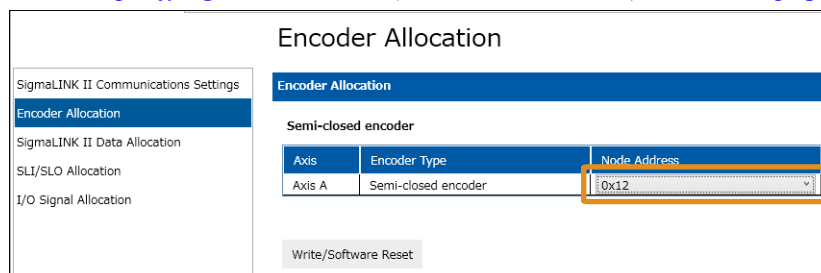 Encoder Allocation
SigmaLINK II Communications Settings
Encoder Allocation
SigmaLINK II Data Allocation
SLI/SLO Allocation
I/O Signal Allocation
Encoder Allocation
Semi-closed encoder
Axis Encoder Type Node Address
Axis A Semi-closed encoder 0x12
Write/Software Reset